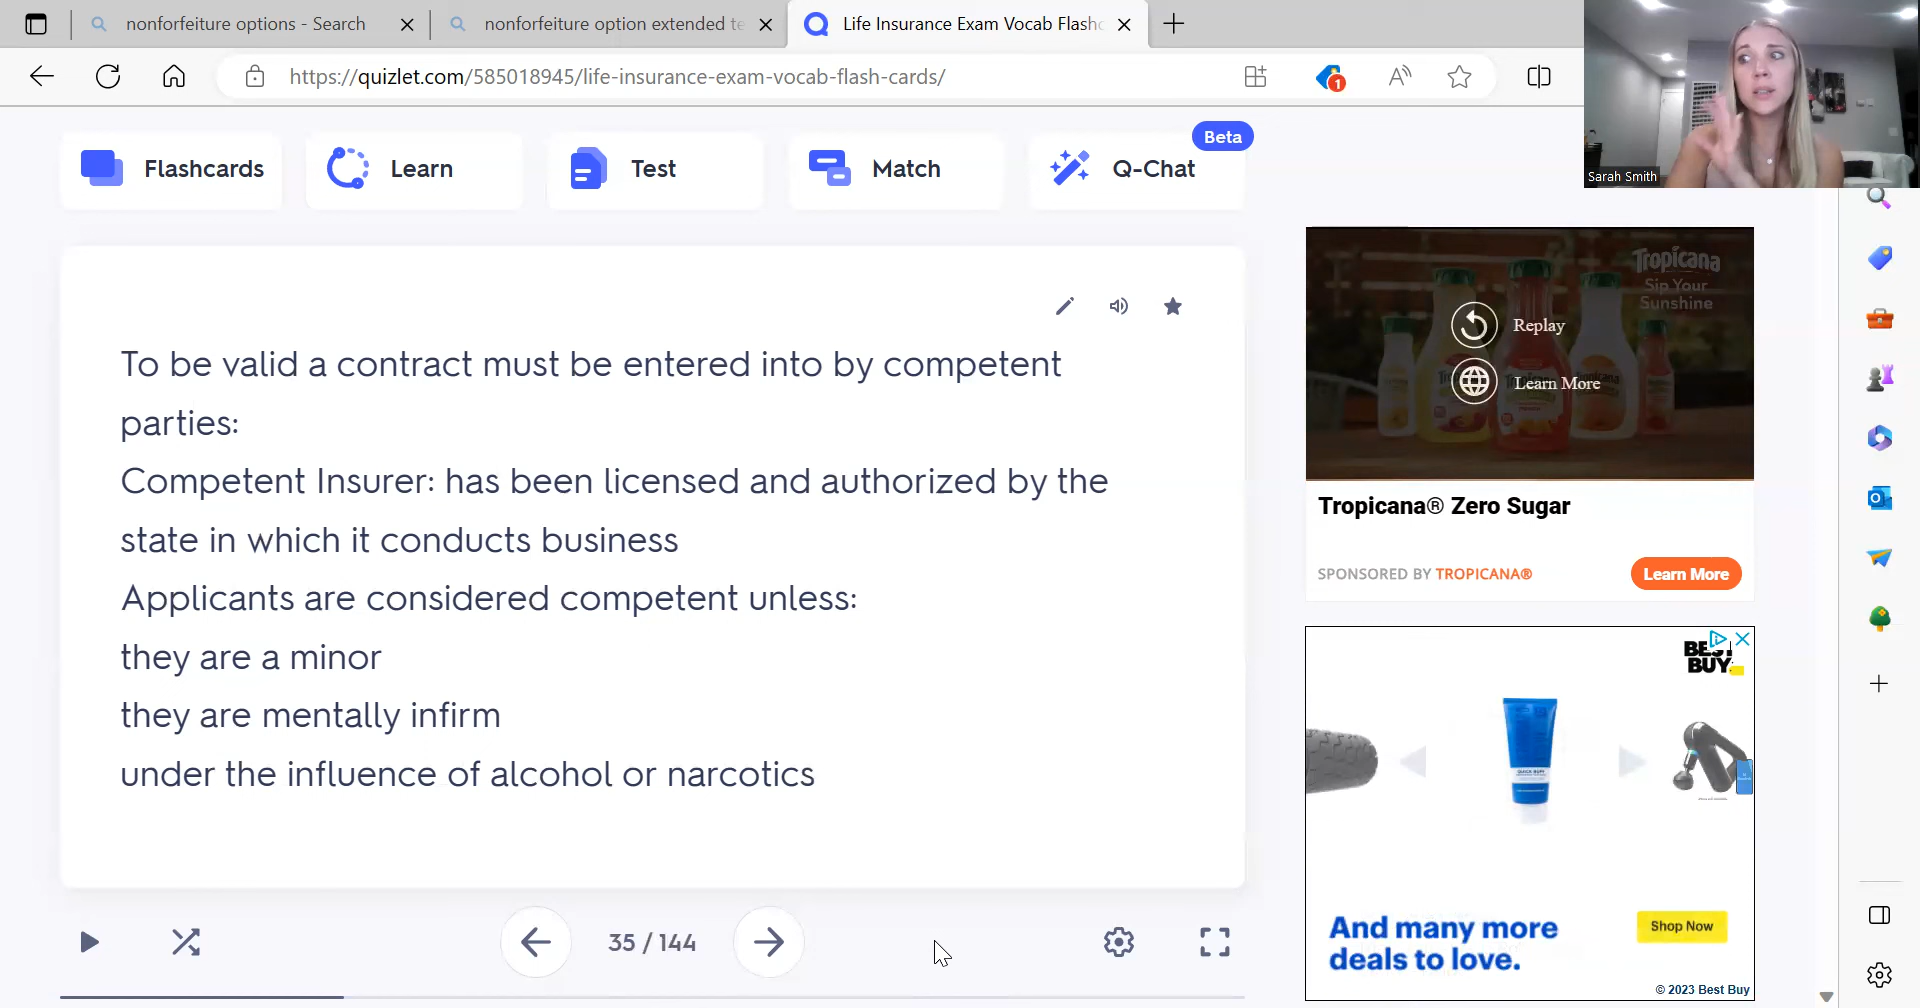 nonforfeiture options - Search
nonforfeiture option extended te
Life Insurance Exam Vocab Flashc
https://quizlet.com/585018945/life-insurance-exam-vocab-flash-cards/
1
Sarah Smith
Flashcards
Learn
Test
Match
Q-Chat
Beta
To be valid a contract must be entered into by competent
parties:
Competent Insurer: has been licensed and authorized by the
state in which it conducts business
Applicants are considered competent unless:
they are a minor
they are mentally infirm
under the influence of alcohol or narcotics
35 / 144
Tropicana
Sip Your
Sunshine
Replay
Learn More
Tropicana® Zero Sugar
SPONSORED BY TROPICANA®
Learn More
BEST
BUY
And many more
deals to love.
Shop Now
© 2023 Best Buy